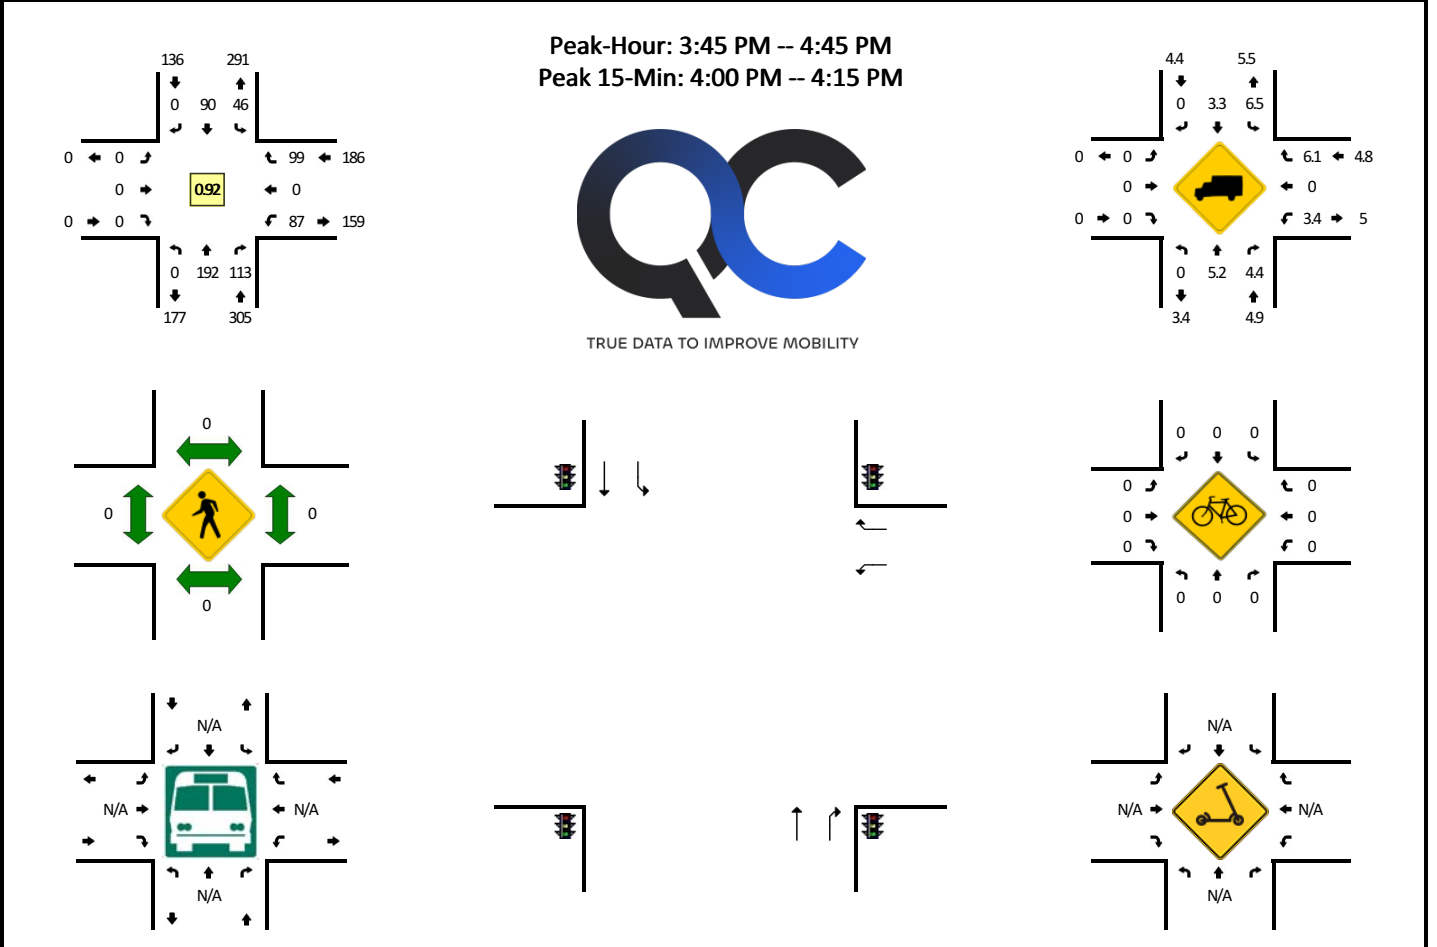 Peak-Hour: 3:45 PM -- 4:45 PM
Peak 15-Min: 4:00 PM -- 4:15 PM
136 291
0 90 46
0 0 99 186
0 0.92 0
0 0 87 159
0 192 113
177 305
QC
TRUE DATA TO IMPROVE MOBILITY
4.4 5.5
0 3.3 6.5
0 0 6.1 4.8
0 0
0 0 3.4 5
0 5.2 4.4
3.4 4.9
0
0 0
0
0 0 0
0 0
0 0
0 0
0 0 0
N/A
N/A N/A
N/A
N/A
N/A N/A
N/A